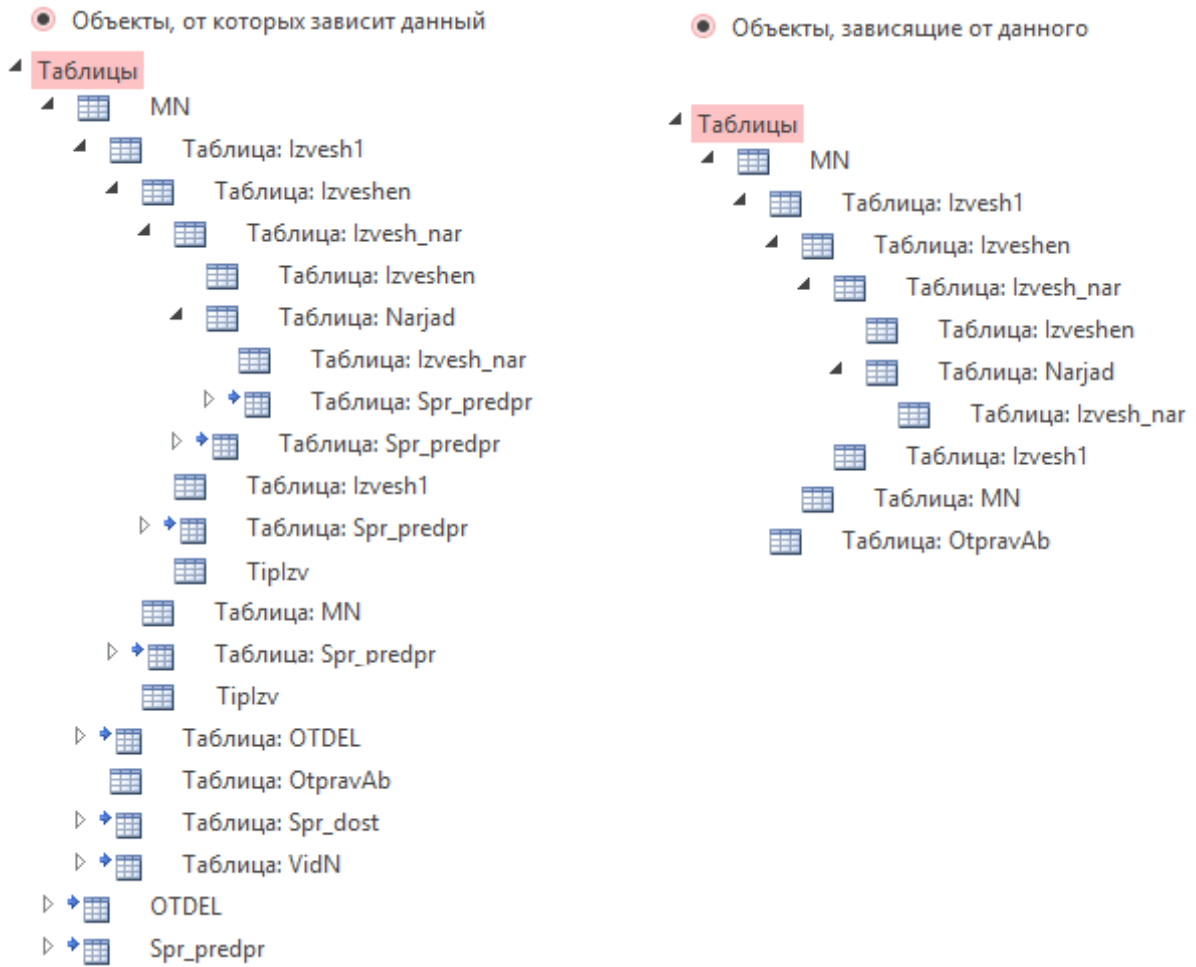 Объекты, от которых зависит данный
Таблицы
MN
Таблица: Izvesh1
Таблица: Izveshen
Таблица: Izvesh_nar
Таблица: Izveshen
Таблица: Narjad
Таблица: Izvesh_nar
Таблица: Spr_predpr
Таблица: Spr_predpr
Таблица: Izvesh1
Таблица: Spr_predpr
TipIzv
Таблица: MN
Таблица: Spr_predpr
TipIzv
Таблица: OTDEL
Таблица: OtpravAb
Таблица: Spr_dost
Таблица: VidN
OTDEL
Spr_predpr
Объекты, зависящие от данного
Таблицы
MN
Таблица: Izvesh1
Таблица: Izveshen
Таблица: Izvesh_nar
Таблица: Izveshen
Таблица: Narjad
Таблица: Izvesh_nar
Таблица: Izvesh1
Таблица: MN
Таблица: OtpravAb